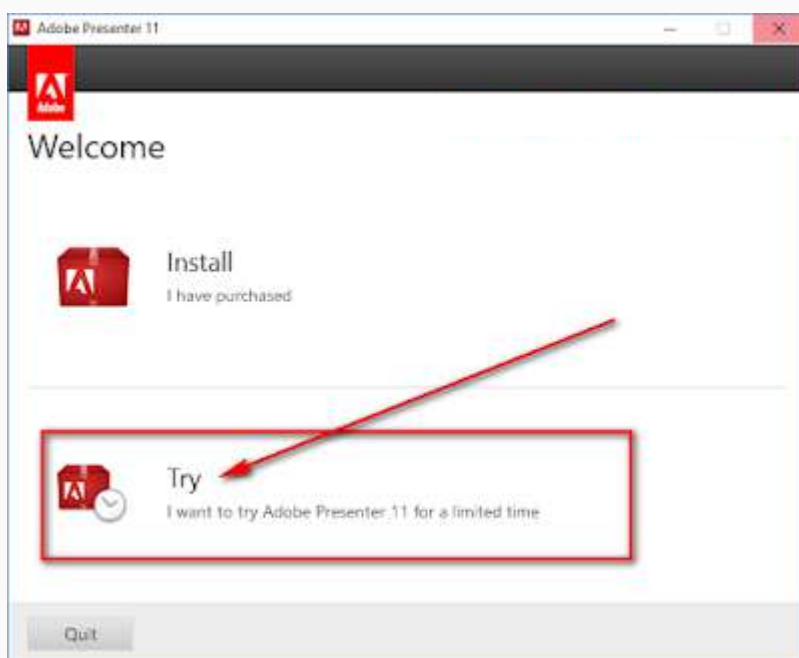 Adobe Presenter 11
Adobe
Welcome
Install
I have purchased
Try
I want to try Adobe Presenter 11 for a limited time
Quit